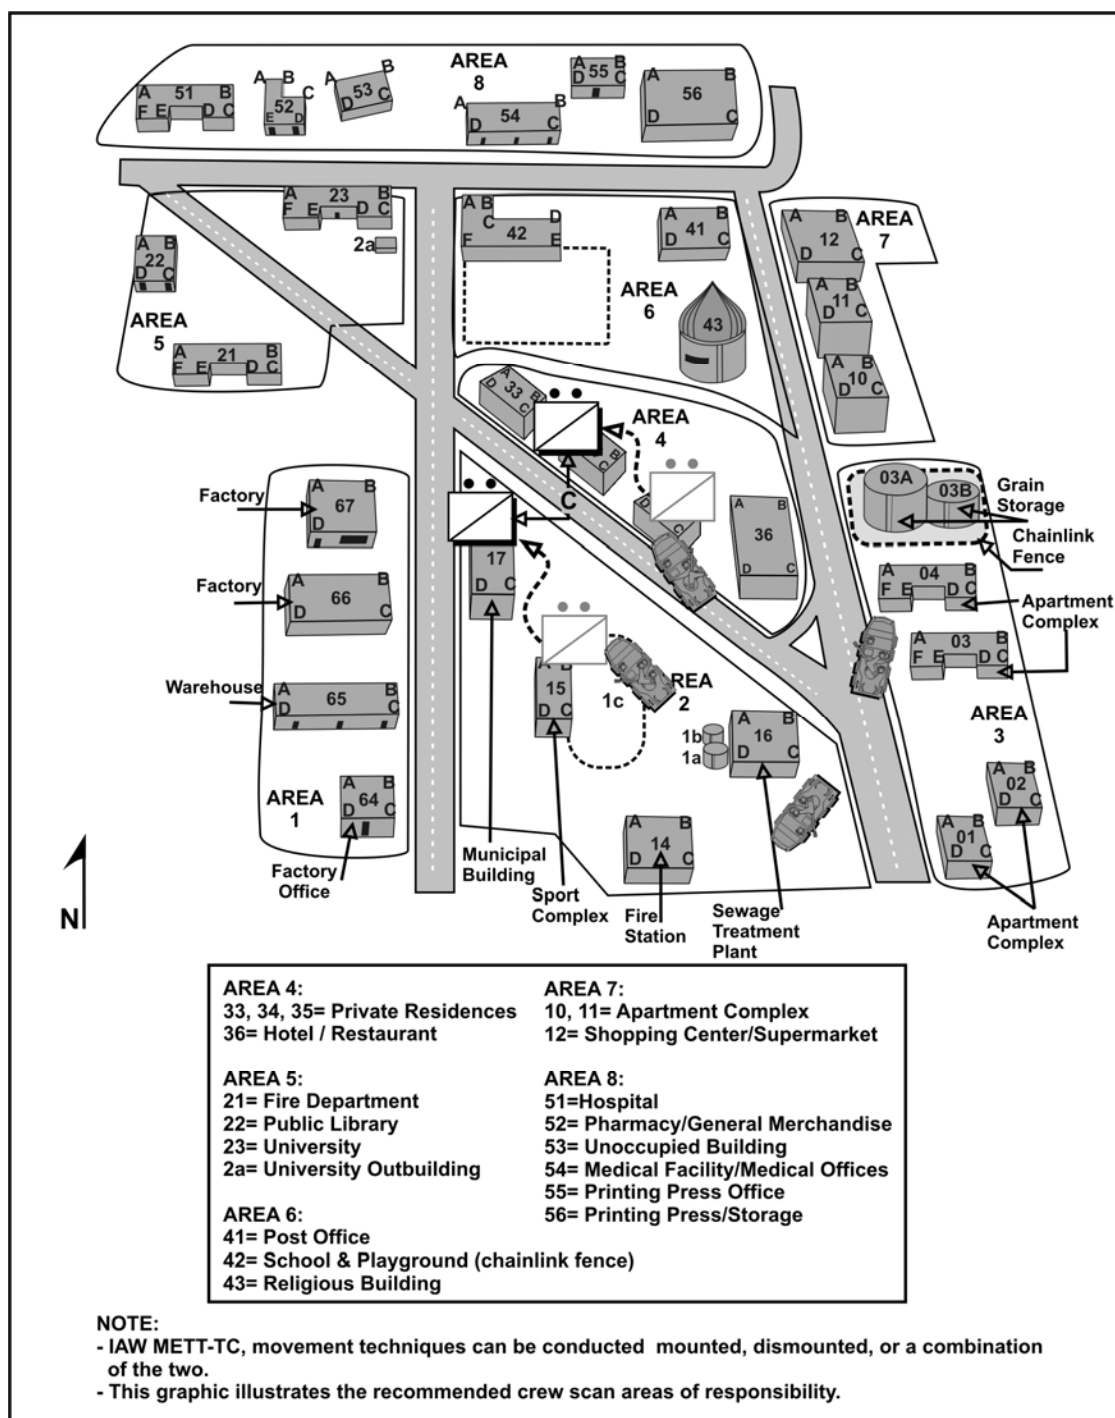 AREA
8
A B
51
F E D C
A B
C
52
E D
A B
53
D C
A B
54
D C
A B
55
D C
A
56
D C
A B
23
F E D C
2a
A B
22
D C
AREA
5
A B
21
F E D C
A B
C D
42
F E
A B
41
D C
AREA
6
43
A B
12
D C
AREA
7
A B
11
D C
A B
10
D C
A
D 33 B
C
AREA
4
B
C
D
A B
36
D C
C
03A
03B
Grain
Storage
Chainlink
Fence
A B
04
F E D C
Apartment
Complex
A B
03
F E D C
AREA
3
A B
02
D C
A B
01
D C
Apartment
Complex
Factory
A B
67
D
Factory
A B
66
D C
Warehouse
A B
65
D C
AREA
1
A B
64
D C
Factory
Office
17
D C
Municipal
Building
A B
15
D C
1c
Sport
Complex
REA
2
1b
1a
A B
16
D C
Sewage
Treatment
Plant
A B
14
D C
Fire
Station
N
AREA 4:
33, 34, 35= Private Residences
36= Hotel / Restaurant
AREA 5:
21= Fire Department
22= Public Library
23= University
2a= University Outbuilding
AREA 6:
41= Post Office
42= School & Playground (chainlink fence)
43= Religious Building
AREA 7:
10, 11= Apartment Complex
12= Shopping Center/Supermarket
AREA 8:
51=Hospital
52= Pharmacy/General Merchandise
53= Unoccupied Building
54= Medical Facility/Medical Offices
55= Printing Press Office
56= Printing Press/Storage
NOTE:
- IAW METT-TC, movement techniques can be conducted mounted, dismounted, or a combination
of the two.
- This graphic illustrates the recommended crew scan areas of responsibility.